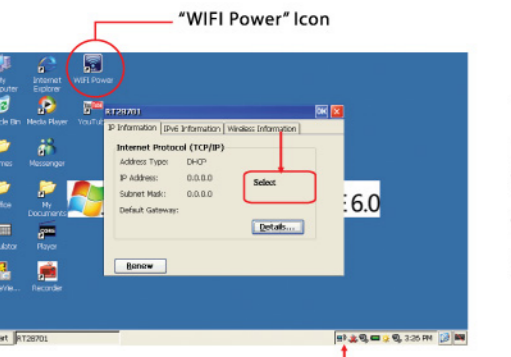 "WIFI Power" Icon
Internet
Explorer
WIFI Power
Media Player
Messenger
My
Documents
Player
Recorder
RT28701
OK
IP Information
IPv6 Information
Wireless Information
Internet Protocol (TCP/IP)
Address Type: DHCP
IP Address: 0.0.0.0
Subnet Mask: 0.0.0.0
Default Gateway:
Select
Details...
Renew
E 6.0
RT28701
3:26 PM